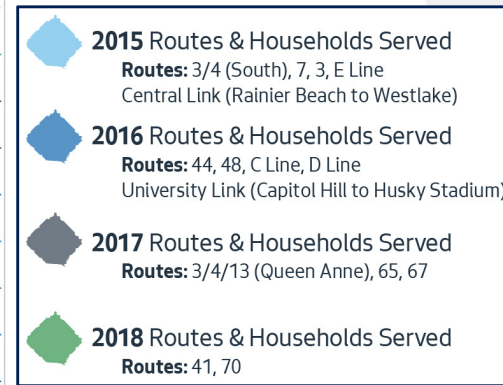 2015 Routes & Households Served
Routes: 3/4 (South), 7, 3, E Line
Central Link (Rainier Beach to Westlake)
2016 Routes & Households Served
Routes: 44, 48, C Line, D Line
University Link (Capitol Hill to Husky Stadium)
2017 Routes & Households Served
Routes: 3/4/13 (Queen Anne), 65, 67
2018 Routes & Households Served
Routes: 41, 70